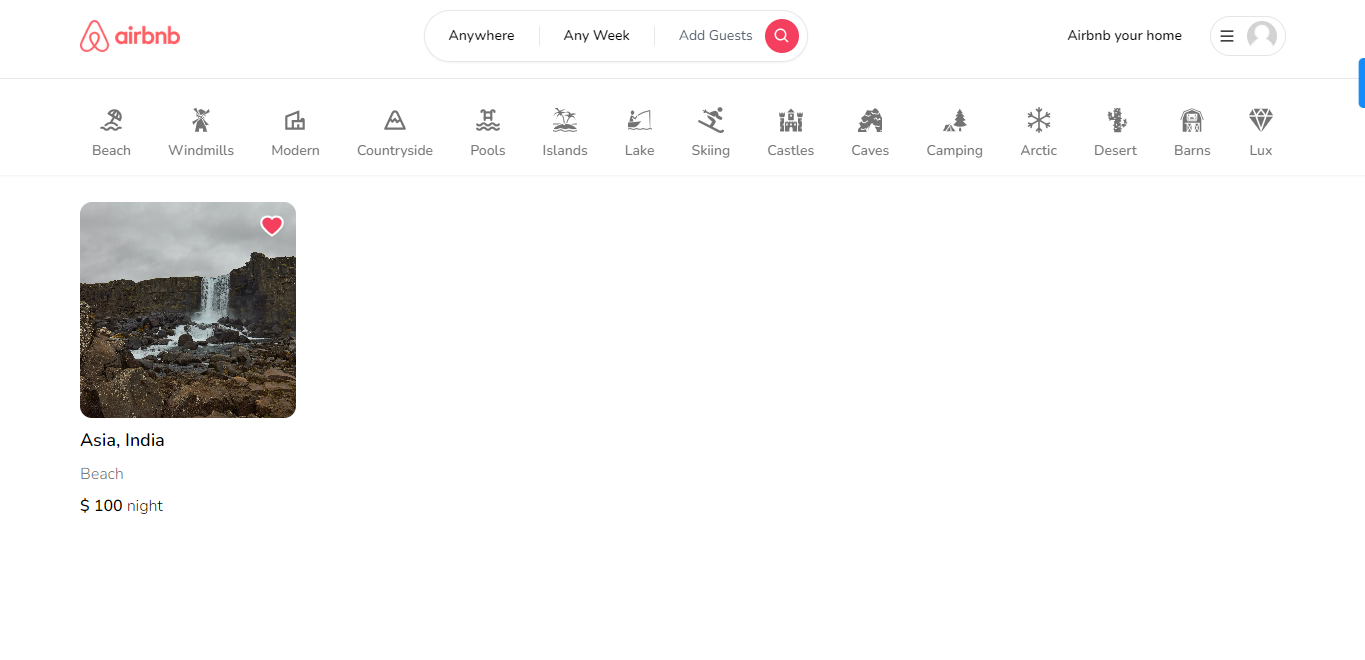 airbnb
Anywhere Any Week Add Guests
Airbnb your home
Beach Windmills Modern Countryside Pools Islands Lake Skiing Castles Caves Camping Arctic Desert Barns Lux
Asia, India
Beach
$ 100 night